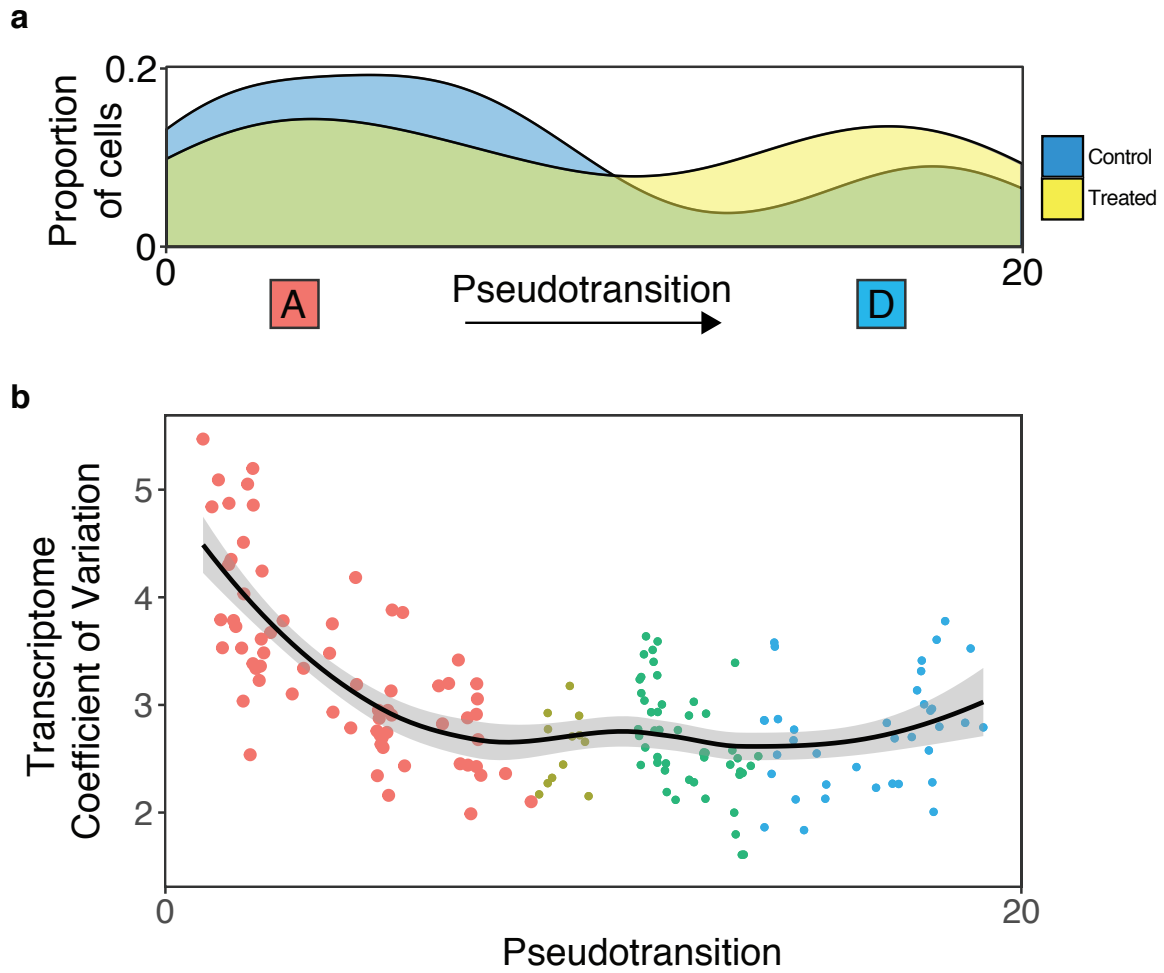 a
Proportion
of cells
0.2
0
0
20
Control
Treated
A
Pseudotransition
D
b
Transcriptome
Coefficient of Variation
5
4
3
2
0
20
Pseudotransition